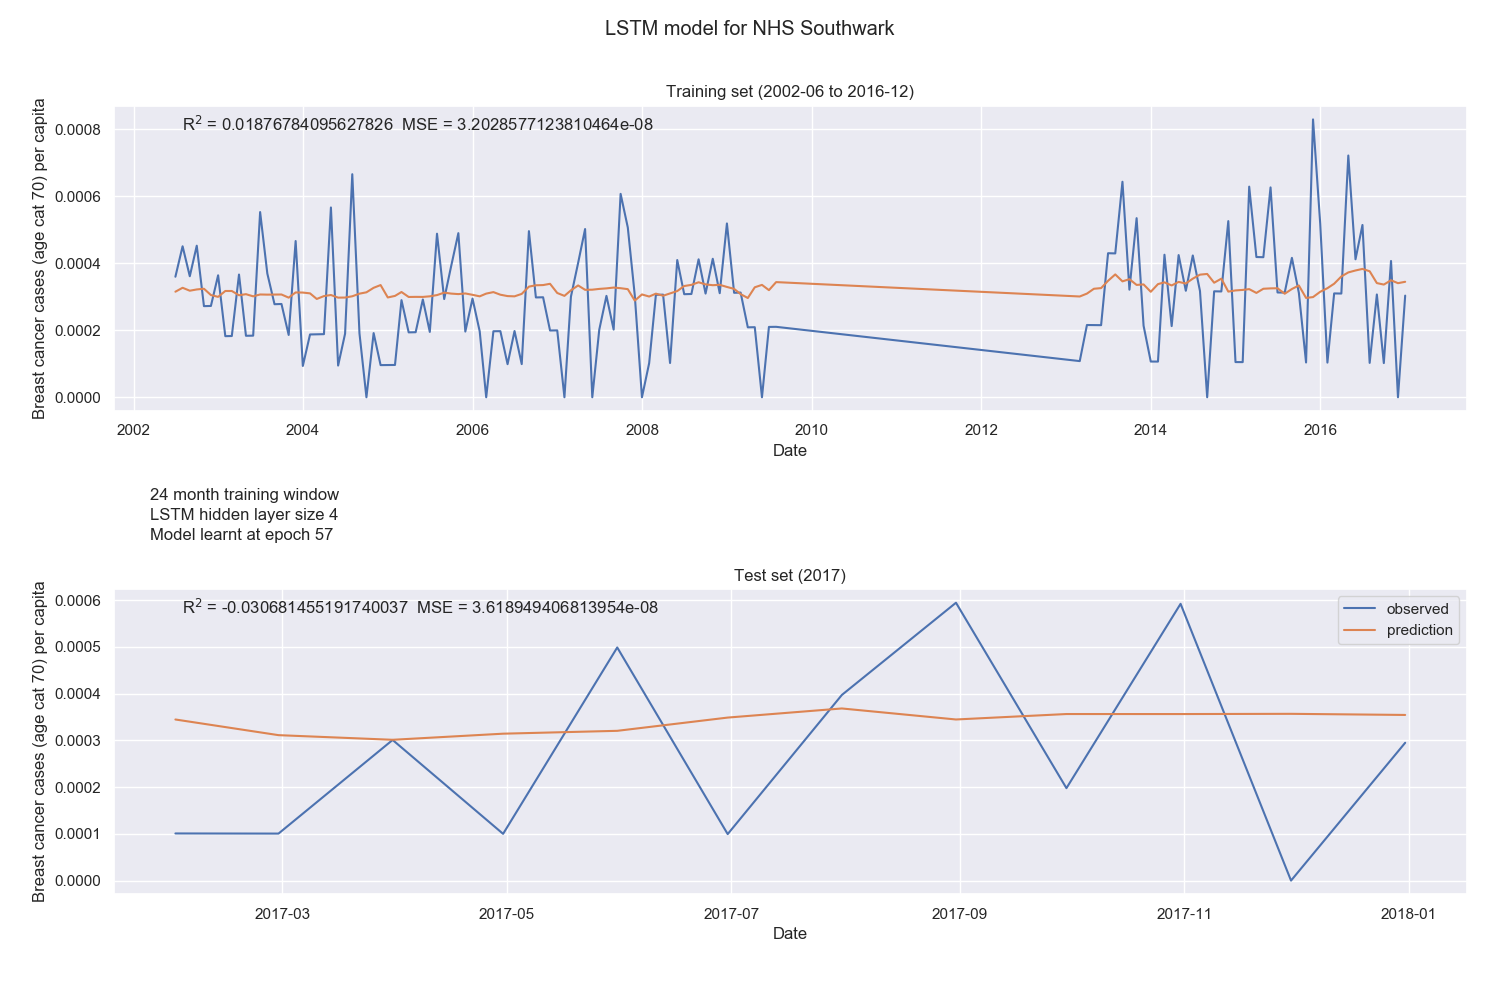 LSTM model for NHS Southwark
Training set (2002-06 to 2016-12)
R² = 0.01876784095627826 MSE = 3.2028577123810464e-08
Breast cancer cases (age cat 70) per capita
0.0008
0.0006
0.0004
0.0002
0.0000
2002 2004 2006 2008 2010 2012 2014 2016
Date
24 month training window
LSTM hidden layer size 4
Model learnt at epoch 57
Test set (2017)
R² = -0.030681455191740037 MSE = 3.618949406813954e-08
observed
prediction
Breast cancer cases (age cat 70) per capita
0.0006
0.0005
0.0004
0.0003
0.0002
0.0001
0.0000
2017-03 2017-05 2017-07 2017-09 2017-11 2018-01
Date